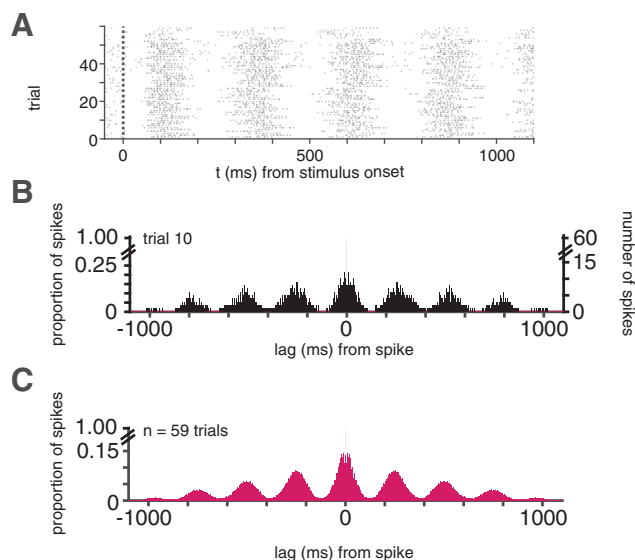 A
trial
40
20
0
0 500 1000
t (ms) from stimulus onset
B
proportion of spikes
number of spikes
trial 10
1.00
0.25
0
60
15
0
-1000 0 1000
lag (ms) from spike
C
proportion of spikes
n = 59 trials
1.00
0.15
0
-1000 0 1000
lag (ms) from spike